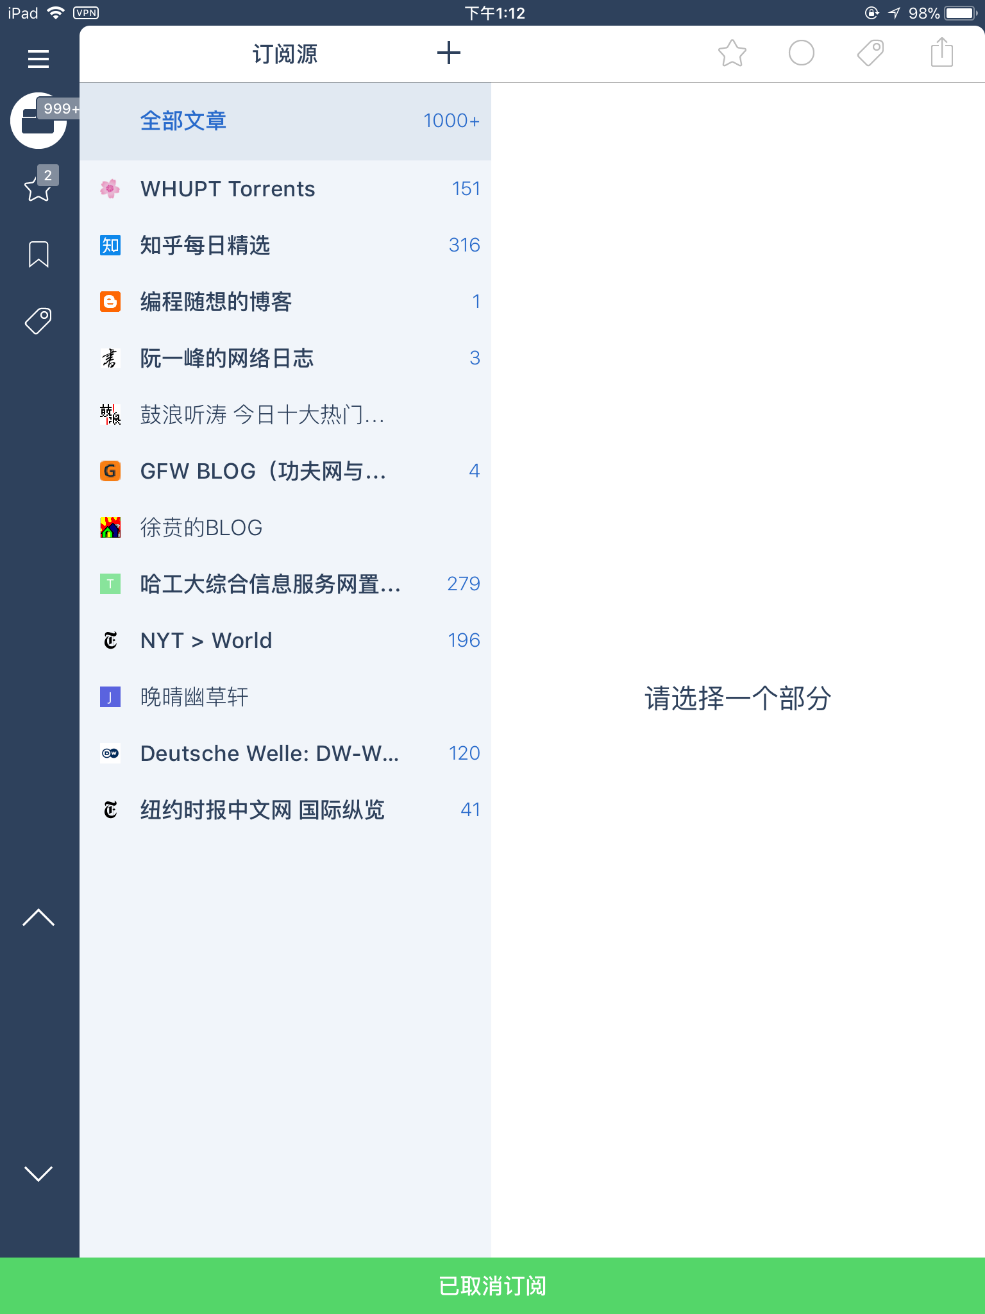 iPad VPN 下午1:12 98%
订阅源
999+
全部文章 1000+
WHUPT Torrents 151
2
知 知乎每日精选 316
编程随想的博客 1
书 阮一峰的网络日志 3
鼓浪 鼓浪听涛 今日十大热门...
G GFW BLOG（功夫网与... 4
徐贲的BLOG
T 哈工大综合信息服务网置... 279
NYT > World 196
请选择一个部分
J 晚晴幽草轩
DW Deutsche Welle: DW-W... 120
纽约时报中文网 国际纵览 41
已取消订阅